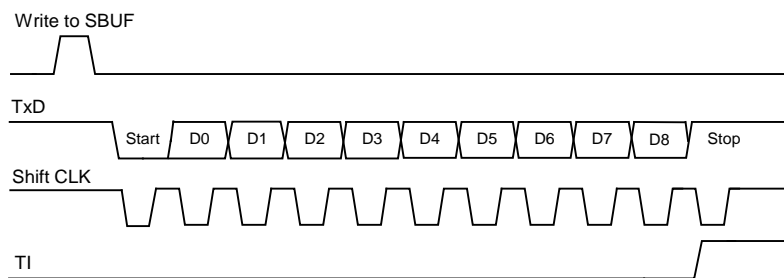 Write to SBUF
TxD
Start D0 D1 D2 D3 D4 D5 D6 D7 D8 Stop
Shift CLK
TI